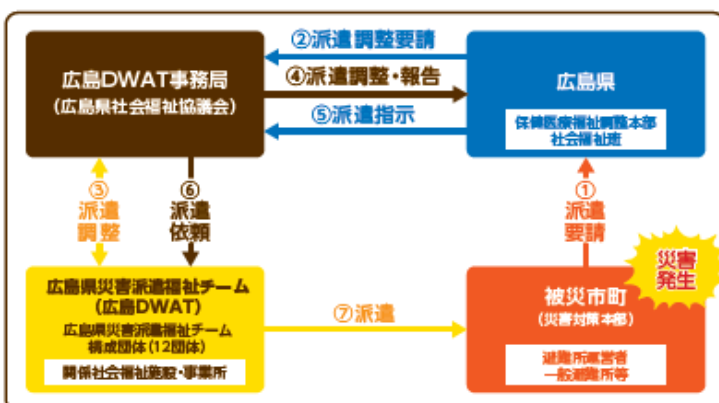 広島DWAT事務局
(広島県社会福祉協議会)
②派遣調整要請
④派遣調整・報告
⑤派遣指示
広島県
保健医療福祉調整本部
社会福祉班
③
派遣
調整
⑥
派遣
依頼
①
派遣
要請
災害
発生
広島県災害派遣福祉チーム
(広島DWAT)
広島県災害派遣福祉チーム
構成団体(12団体)
関係社会福祉施設・事業所
⑦派遣
被災市町
(災害対策本部)
避難所運営者
一般避難所等